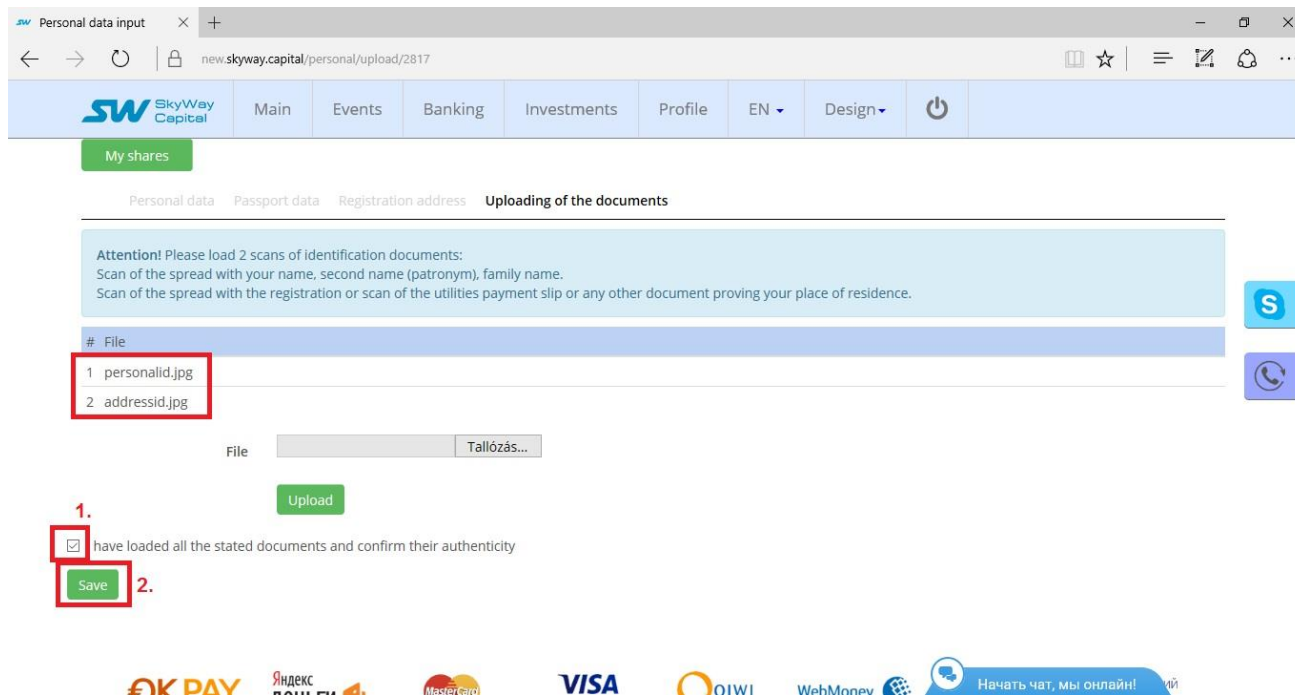 SW Personal data input
new.skyway.capital/personal/upload/2817
SW SkyWay Capital Main Events Banking Investments Profile EN Design
My shares
Personal data Passport data Registration address Uploading of the documents
Attention! Please load 2 scans of identification documents:
Scan of the spread with your name, second name (patronym), family name.
Scan of the spread with the registration or scan of the utilities payment slip or any other document proving your place of residence.
# File
1 personalid.jpg
2 addressid.jpg
File Tallózás...
Upload
1.
have loaded all the stated documents and confirm their authenticity
Save 2.
OKPAY Яндекс деньги MasterCard VISA QIWI WebMoney Начать чат, мы онлайн!